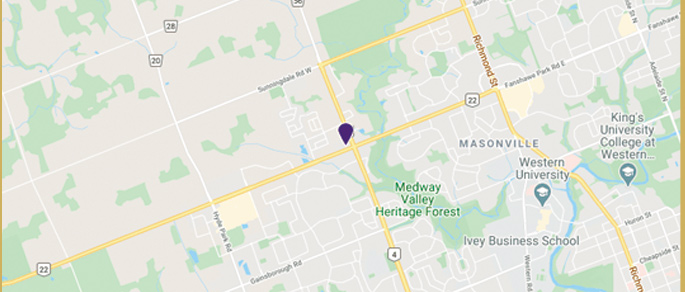 56
28
20
Sunningdale Rd W
Richmond St
Fanshawe Park Rd E
Fanshawe
Adelaide St N
22
MASONVILLE
King's
University
College at
Western...
Western
University
Medway
Valley
Heritage Forest
Hyde Park Rd
Huron St
Ivey Business School
4
22
Gainsborough Rd
Western Rd
Cheapside St
Richm